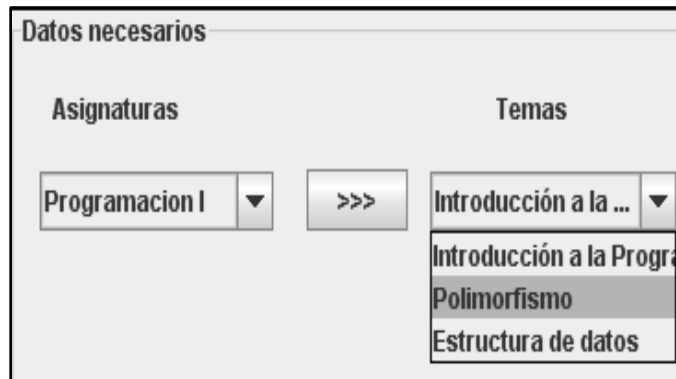 Datos necesarios
Asignaturas
Temas
Programacion I
>>>
Introducción a la ...
Introducción a la Progra
Polimorfismo
Estructura de datos